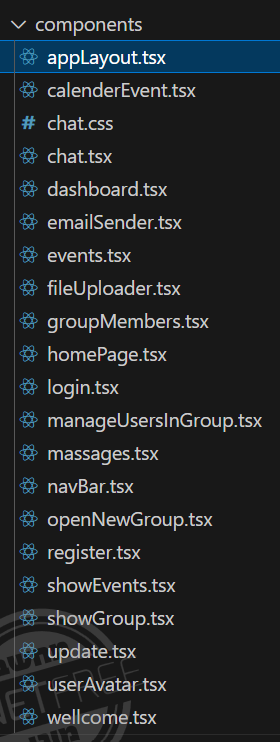 components
appLayout.tsx
calenderEvent.tsx
# chat.css
chat.tsx
dashboard.tsx
emailSender.tsx
events.tsx
fileUploader.tsx
groupMembers.tsx
homePage.tsx
login.tsx
manageUsersInGroup.tsx
massages.tsx
navBar.tsx
openNewGroup.tsx
register.tsx
showEvents.tsx
showGroup.tsx
update.tsx
userAvatar.tsx
wellcome.tsx